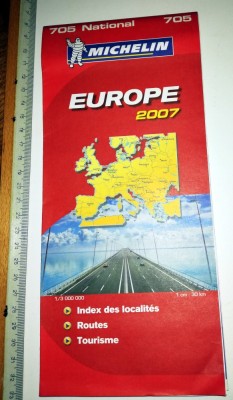 705 National 705
MICHELIN
EUROPE
2007
1/3 000 000 1 cm : 30 km
Index des localités
Routes
Tourisme